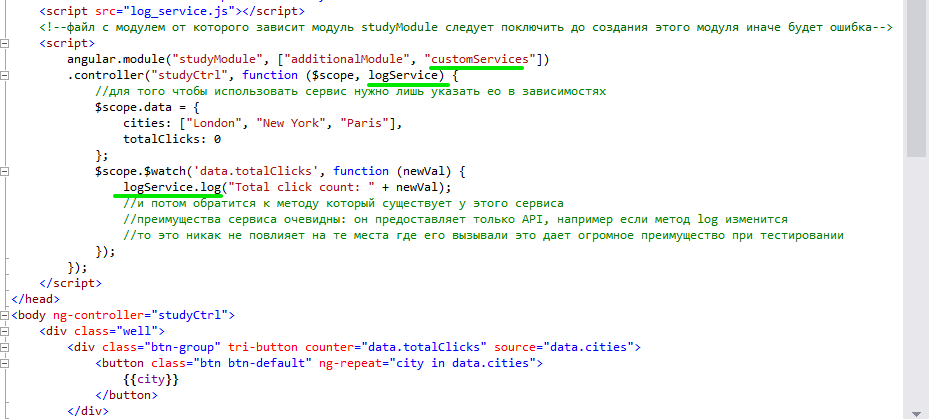 <script src="log_service.js"></script>
<!--файл с модулем от которого зависит модуль studyModule следует поключить до создания этого модуля иначе будет ошибка-->
<script>
angular.module("studyModule", ["additionalModule", "customServices"])
.controller("studyCtrl", function ($scope, logService) {
//для того чтобы использовать сервис нужно лишь указать ео в зависимостях
$scope.data = {
cities: ["London", "New York", "Paris"],
totalClicks: 0
};
$scope.$watch('data.totalClicks', function (newVal) {
logService.log("Total click count: " + newVal);
//и потом обратится к методу который существует у этого сервиса
//преимущества сервиса очевидны: он предоставляет только API, например если метод log изменится
//то это никак не повлияет на те места где его вызывали это дает огромное преимущество при тестировании
});
});
</script>
</head>
<body ng-controller="studyCtrl">
<div class="well">
<div class="btn-group" tri-button counter="data.totalClicks" source="data.cities">
<button class="btn btn-default" ng-repeat="city in data.cities">
{{city}}
</button>
</div>